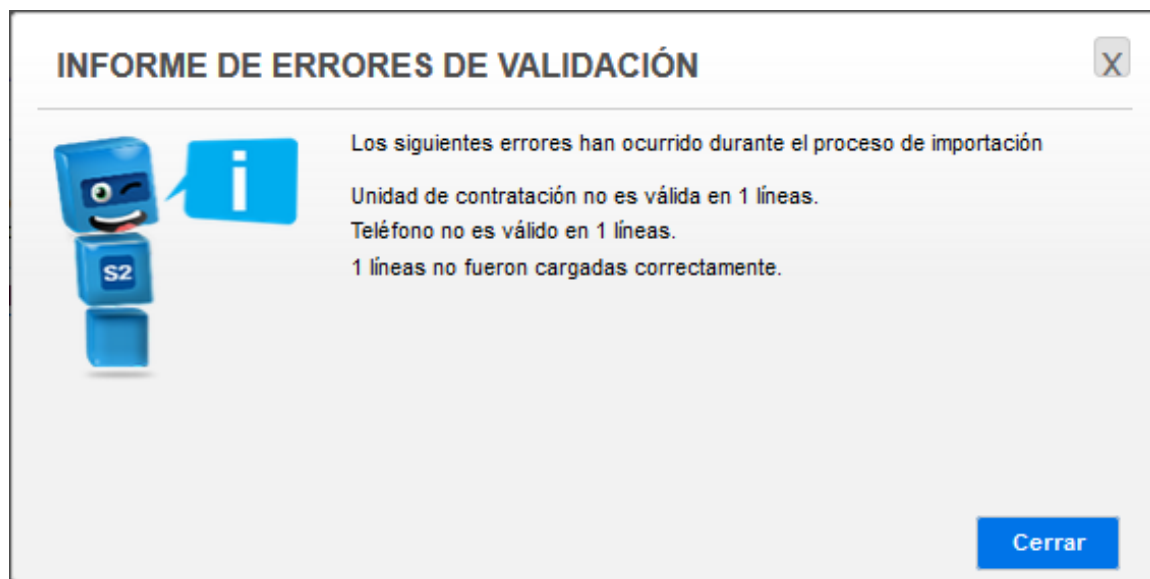 INFORME DE ERRORES DE VALIDACIÓN
X
Los siguientes errores han ocurrido durante el proceso de importación
i
Unidad de contratación no es válida en 1 líneas.
Teléfono no es válido en 1 líneas.
S2
1 líneas no fueron cargadas correctamente.
Cerrar